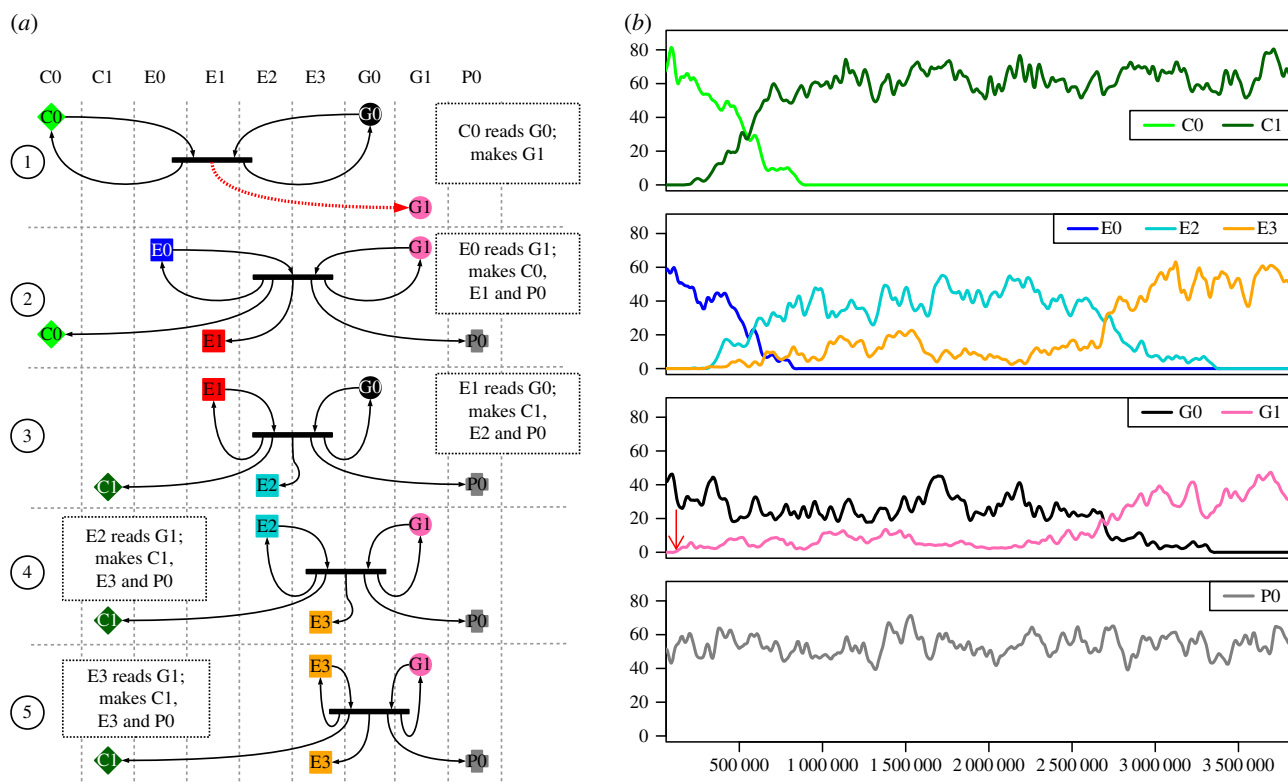 (a)
C0 C1 E0 E1 E2 E3 G0 G1 P0
C0 G0
C0 reads G0;
makes G1
1
G1
E0 G1
E0 reads G1;
makes C0,
E1 and P0
2
C0 E1 P0
E1 G0
E1 reads G0;
makes C1,
E2 and P0
3
C1 E2 P0
E2 reads G1;
makes C1,
E3 and P0
E2 G1
4
C1 E3 P0
E3 reads G1;
makes C1,
E3 and P0
E3 G1
5
C1 E3 P0
(b)
80
60
40
20
0
C0 C1
80
60
40
20
0
E0 E2 E3
80
60
40
20
0
G0 G1
80
60
40
20
0
P0
500 000 1 000 000 1 500 000 2 000 000 2 500 000 3 000 000 3 500 000